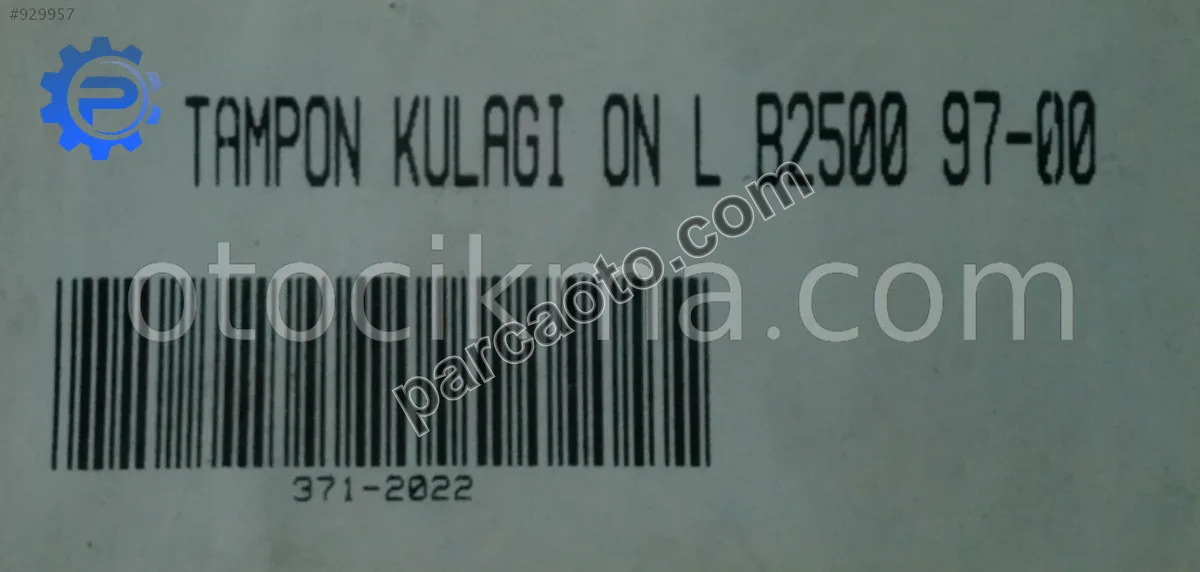 #929957
TAMPON KULAGI ON L B2500 97-00
otocikma.com
parcaoto.com
371-2022